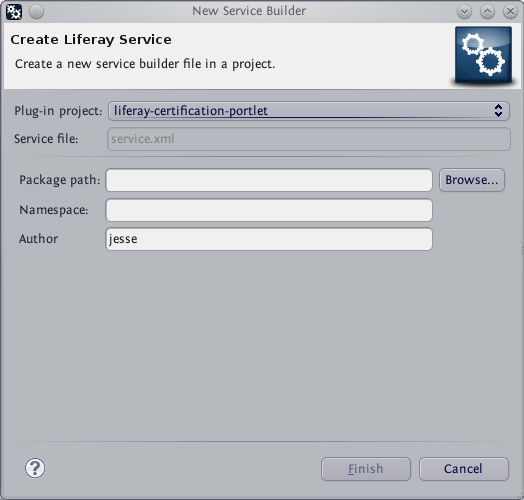 New Service Builder
Create Liferay Service
Create a new service builder file in a project.
Plug-in project: liferay-certification-portlet
Service file: service.xml
Package path: Browse...
Namespace:
Author jesse
? Finish Cancel